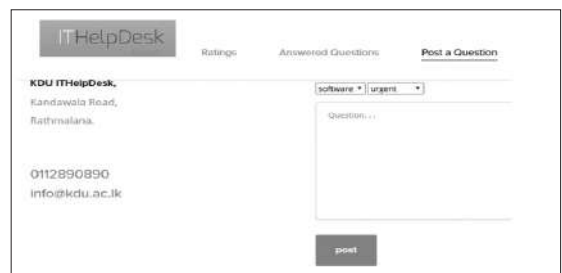 ITHelpDesk
Ratings Answered Questions Post a Question
KDU ITHelpDesk,
Kandawala Road,
Rathmalana.
0112890890
info@kdu.ac.lk
software urgent
Question...
post